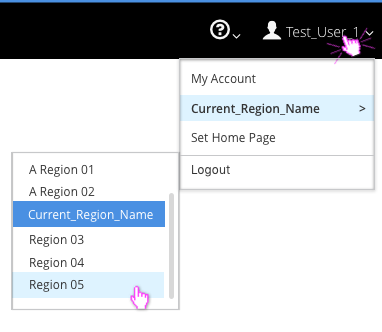 Test_User_1
My Account
Current_Region_Name >
Set Home Page
Logout
A Region 01
A Region 02
Current_Region_Name
Region 03
Region 04
Region 05